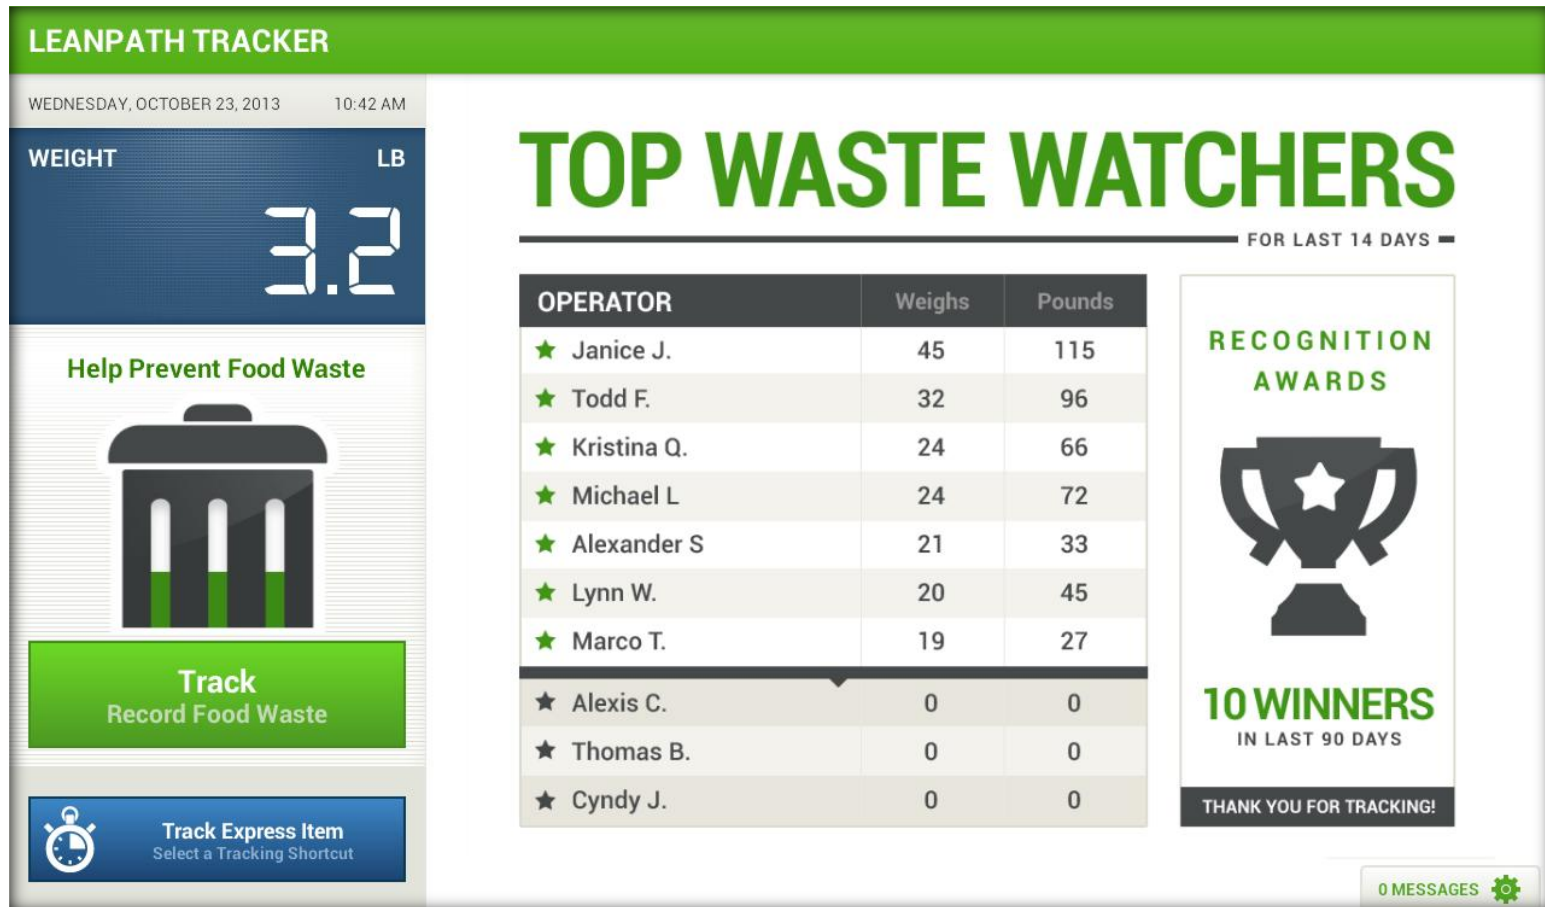 LEANPATH TRACKER
WEDNESDAY, OCTOBER 23, 2013 10:42 AM
WEIGHT LB
3.2
Help Prevent Food Waste
Track
Record Food Waste
Track Express Item
Select a Tracking Shortcut
TOP WASTE WATCHERS
FOR LAST 14 DAYS
OPERATOR Weighs Pounds
Janice J. 45 115
Todd F. 32 96
Kristina Q. 24 66
Michael L 24 72
Alexander S 21 33
Lynn W. 20 45
Marco T. 19 27
Alexis C. 0 0
Thomas B. 0 0
Cyndy J. 0 0
RECOGNITION
AWARDS
10 WINNERS
IN LAST 90 DAYS
THANK YOU FOR TRACKING!
0 MESSAGES